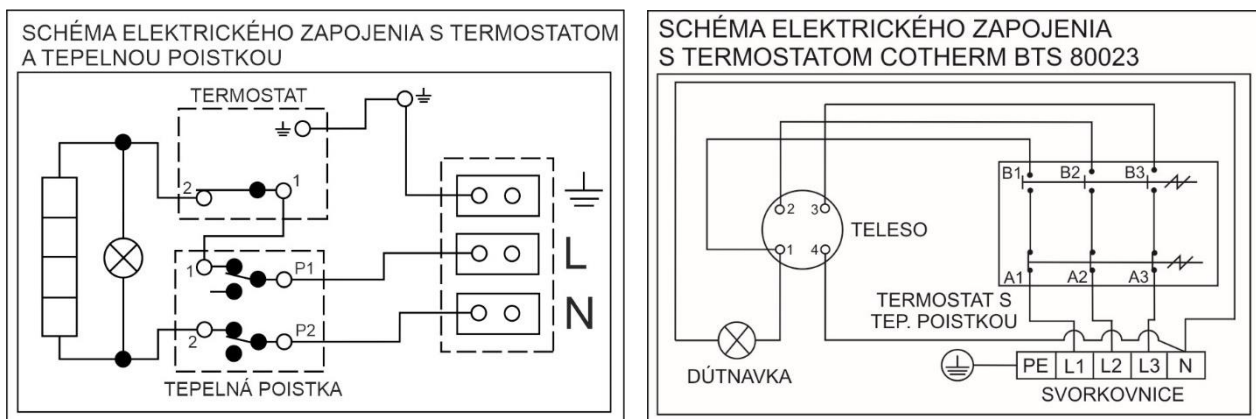 SCHÉMA ELEKTRICKÉHO ZAPOJENIA S TERMOSTATOM
A TEPELNOU POISTKOU
TERMOSTAT
2
1
1
P1
L
N
2
P2
TEPELNÁ POISTKA
SCHÉMA ELEKTRICKÉHO ZAPOJENIA
S TERMOSTATOM COTHERM BTS 80023
B1 B2 B3
2 3
TELESO
1 4
A1 A2 A3
TERMOSTAT S
TEP. POISTKOU
DÚTNAVKA
PE L1 L2 L3 N
SVORKOVNICE